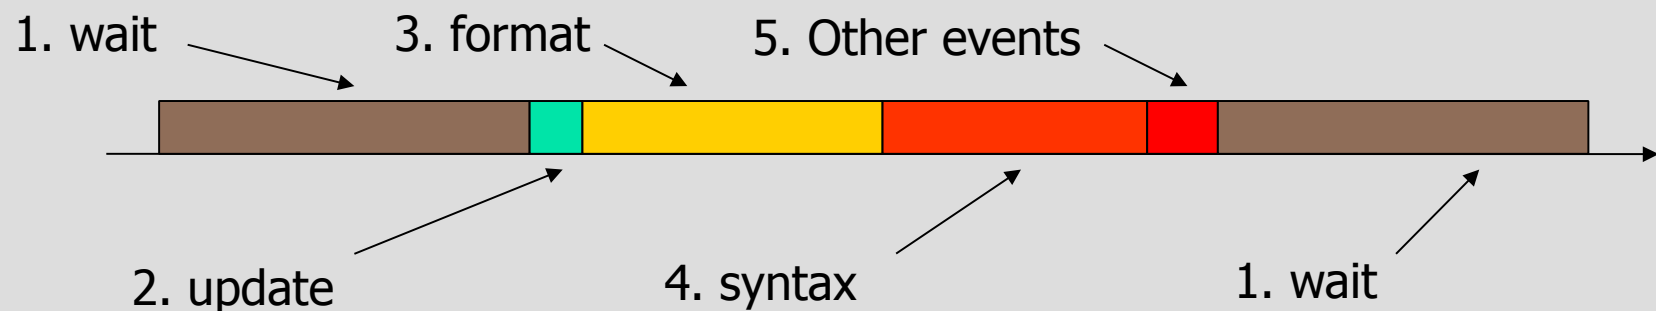 1. wait
3. format
5. Other events
2. update
4. syntax
1. wait